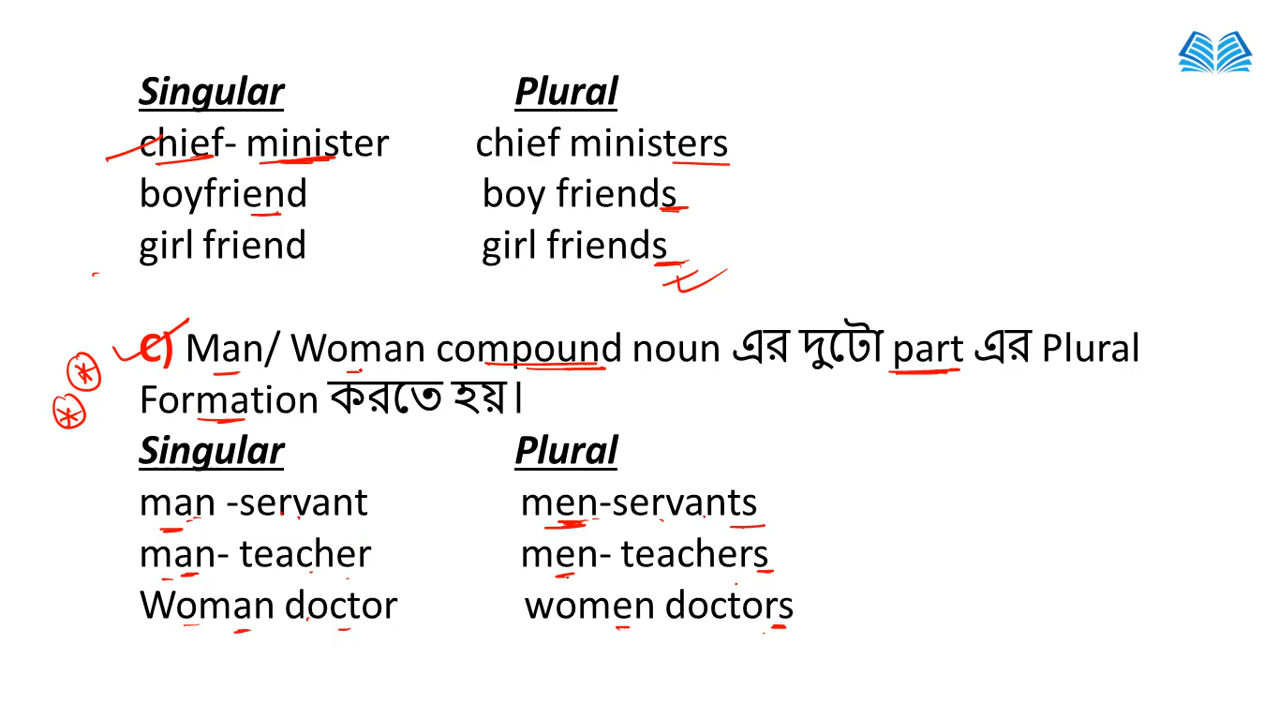 Singular Plural
chief- minister chief ministers
boyfriend boy friends
girl friend girl friends
C) Man/ Woman compound noun এর দুটো part এর Plural
Formation করতে হয়।
Singular Plural
man -servant men-servants
man- teacher men- teachers
Woman doctor women doctors